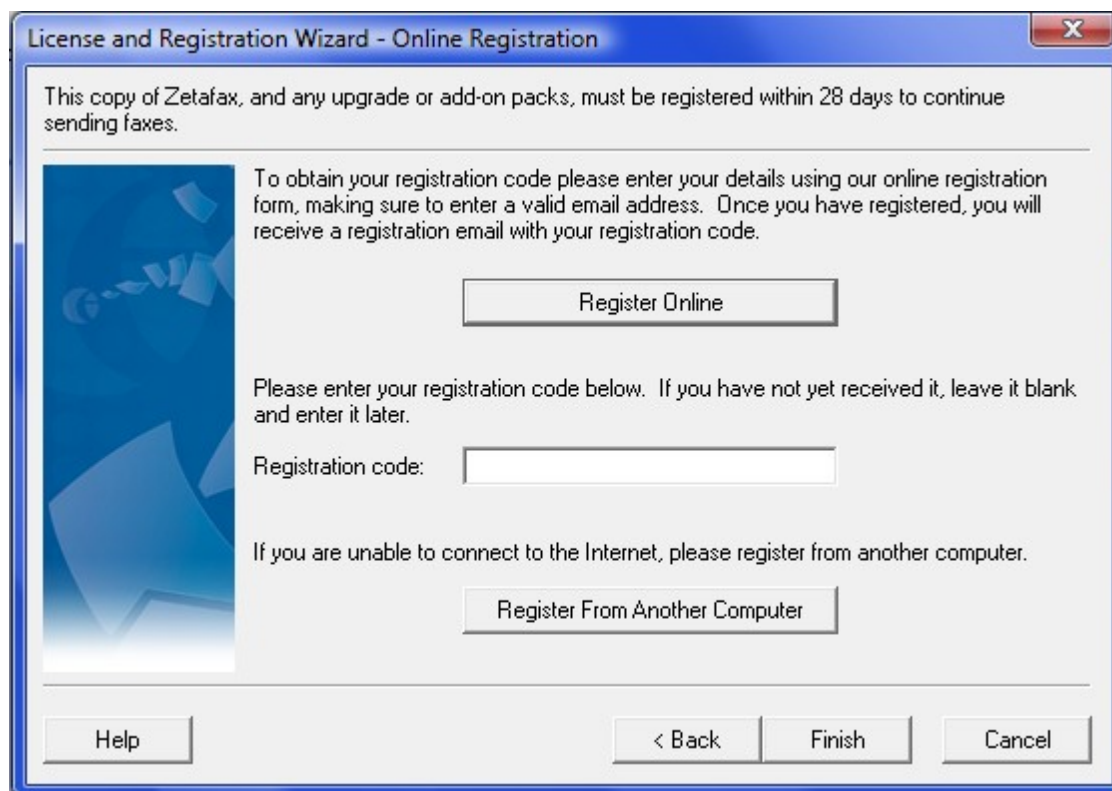 License and Registration Wizard - Online Registration
This copy of Zetafax, and any upgrade or add-on packs, must be registered within 28 days to continue
sending faxes.
To obtain your registration code please enter your details using our online registration
form, making sure to enter a valid email address.  Once you have registered, you will
receive a registration email with your registration code.
Register Online
Please enter your registration code below.  If you have not yet received it, leave it blank
and enter it later.
Registration code:
If you are unable to connect to the Internet, please register from another computer.
Register From Another Computer
Help
< Back
Finish
Cancel